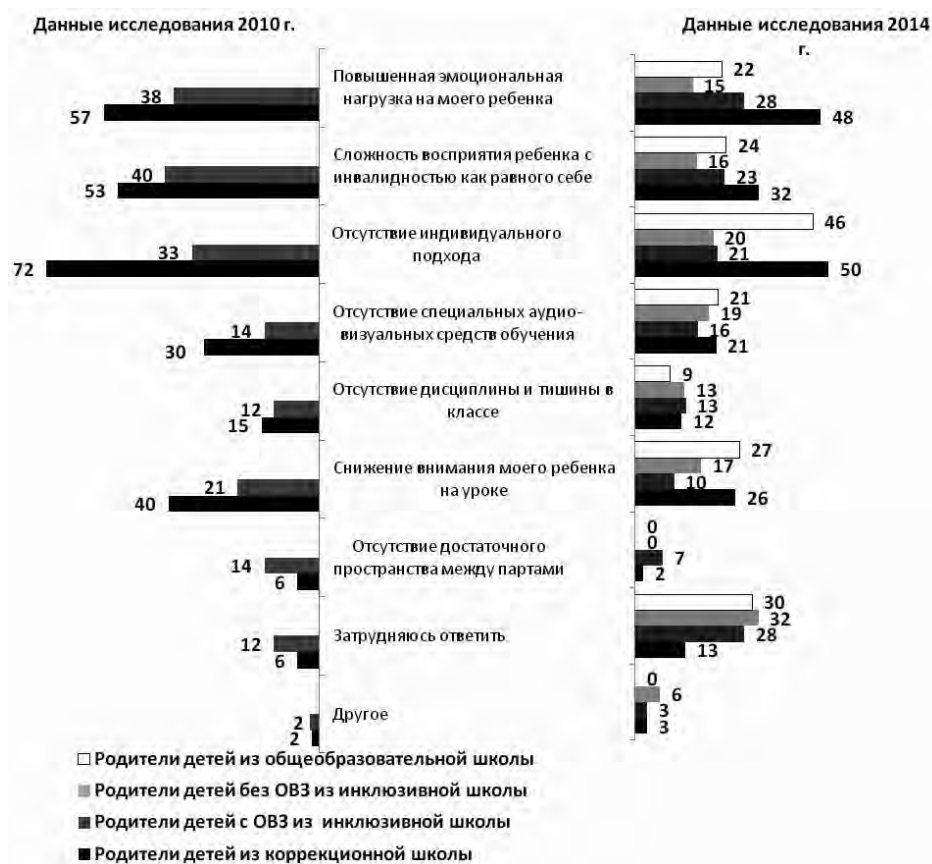 Данные исследования 2010 г.
Данные исследования 2014
г.
38
57
Повышенная эмоциональная
нагрузка на моего ребенка
22
15
28
48
40
53
Сложность восприятия ребенка с
инвалидностью как равного себе
24
16
23
32
33
72
Отсутствие индивидуального
подхода
46
20
21
50
14
30
Отсутствие специальных аудио-
визуальных средств обучения
21
19
16
21
12
15
Отсутствие дисциплины и тишины в
классе
9
13
13
12
21
40
Снижение внимания моего ребенка
на уроке
27
17
10
26
14
6
Отсутствие достаточного
пространства между партами
0
0
7
2
12
6
Затрудняюсь ответить
30
32
28
13
2
2
Другое
0
6
3
3
Родители детей из общеобразовательной школы
Родители детей без ОВЗ из инклюзивной школы
Родители детей с ОВЗ из инклюзивной школы
Родители детей из коррекционной школы